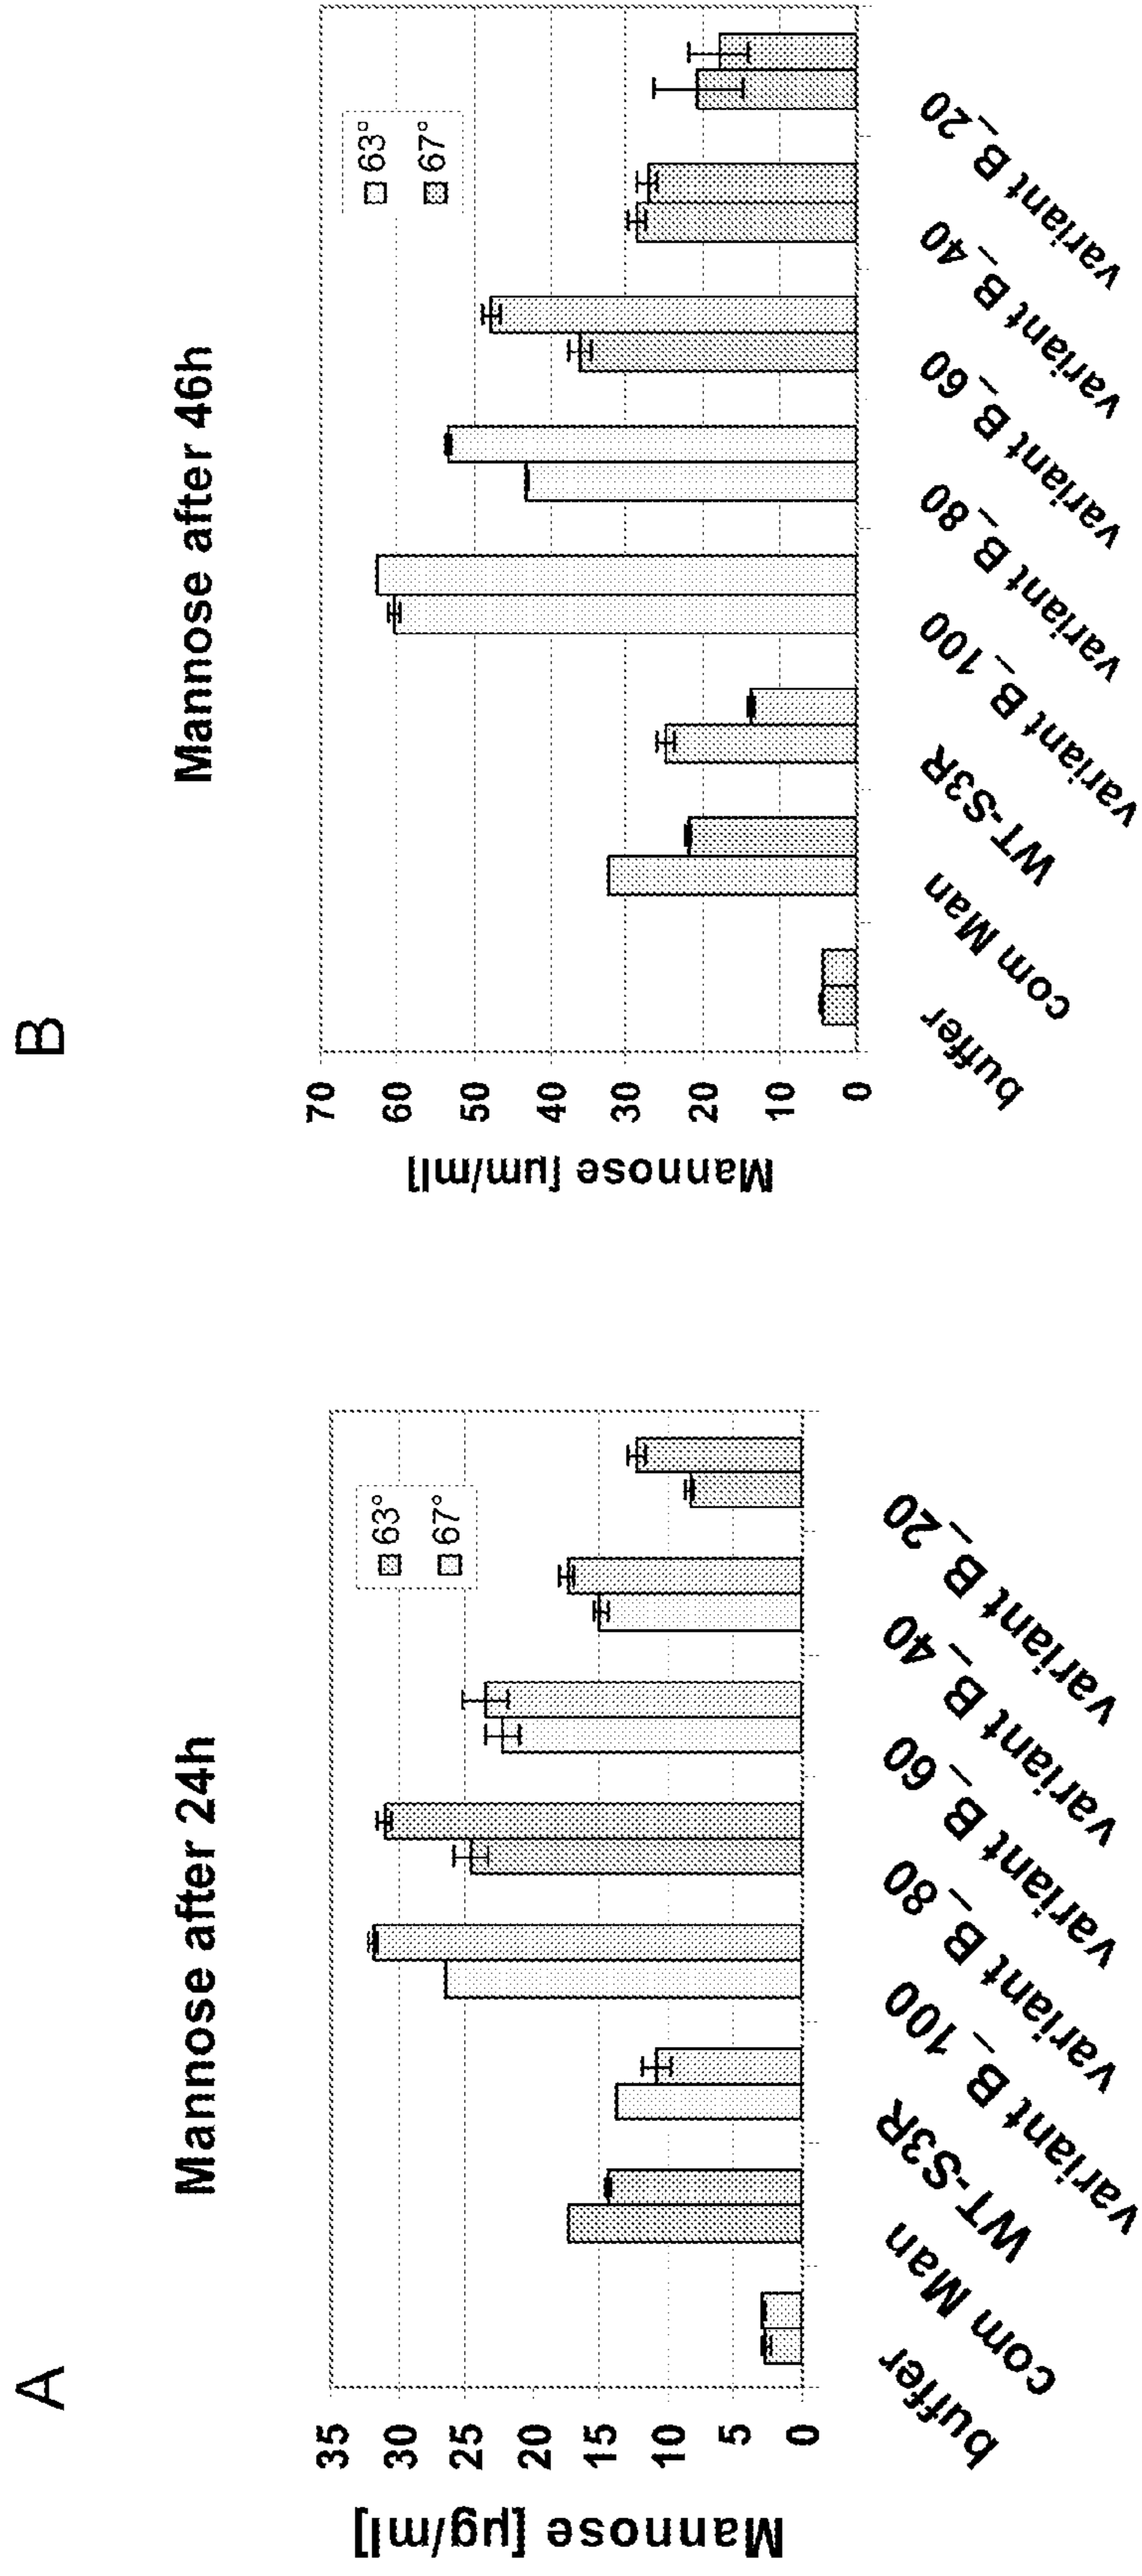 A
Mannose after 24h
Mannose [µg/ml]
35
30
25
20
15
10
5
0
63°
67°
buffer
com Man
WT-S3R
variant B_100
variant B_80
variant B_60
variant B_40
variant B_20
B
Mannose after 46h
Mannose [µm/ml]
70
60
50
40
30
20
10
0
63°
67°
buffer
com Man
WT-S3R
variant B_100
variant B_80
variant B_60
variant B_40
variant B_20